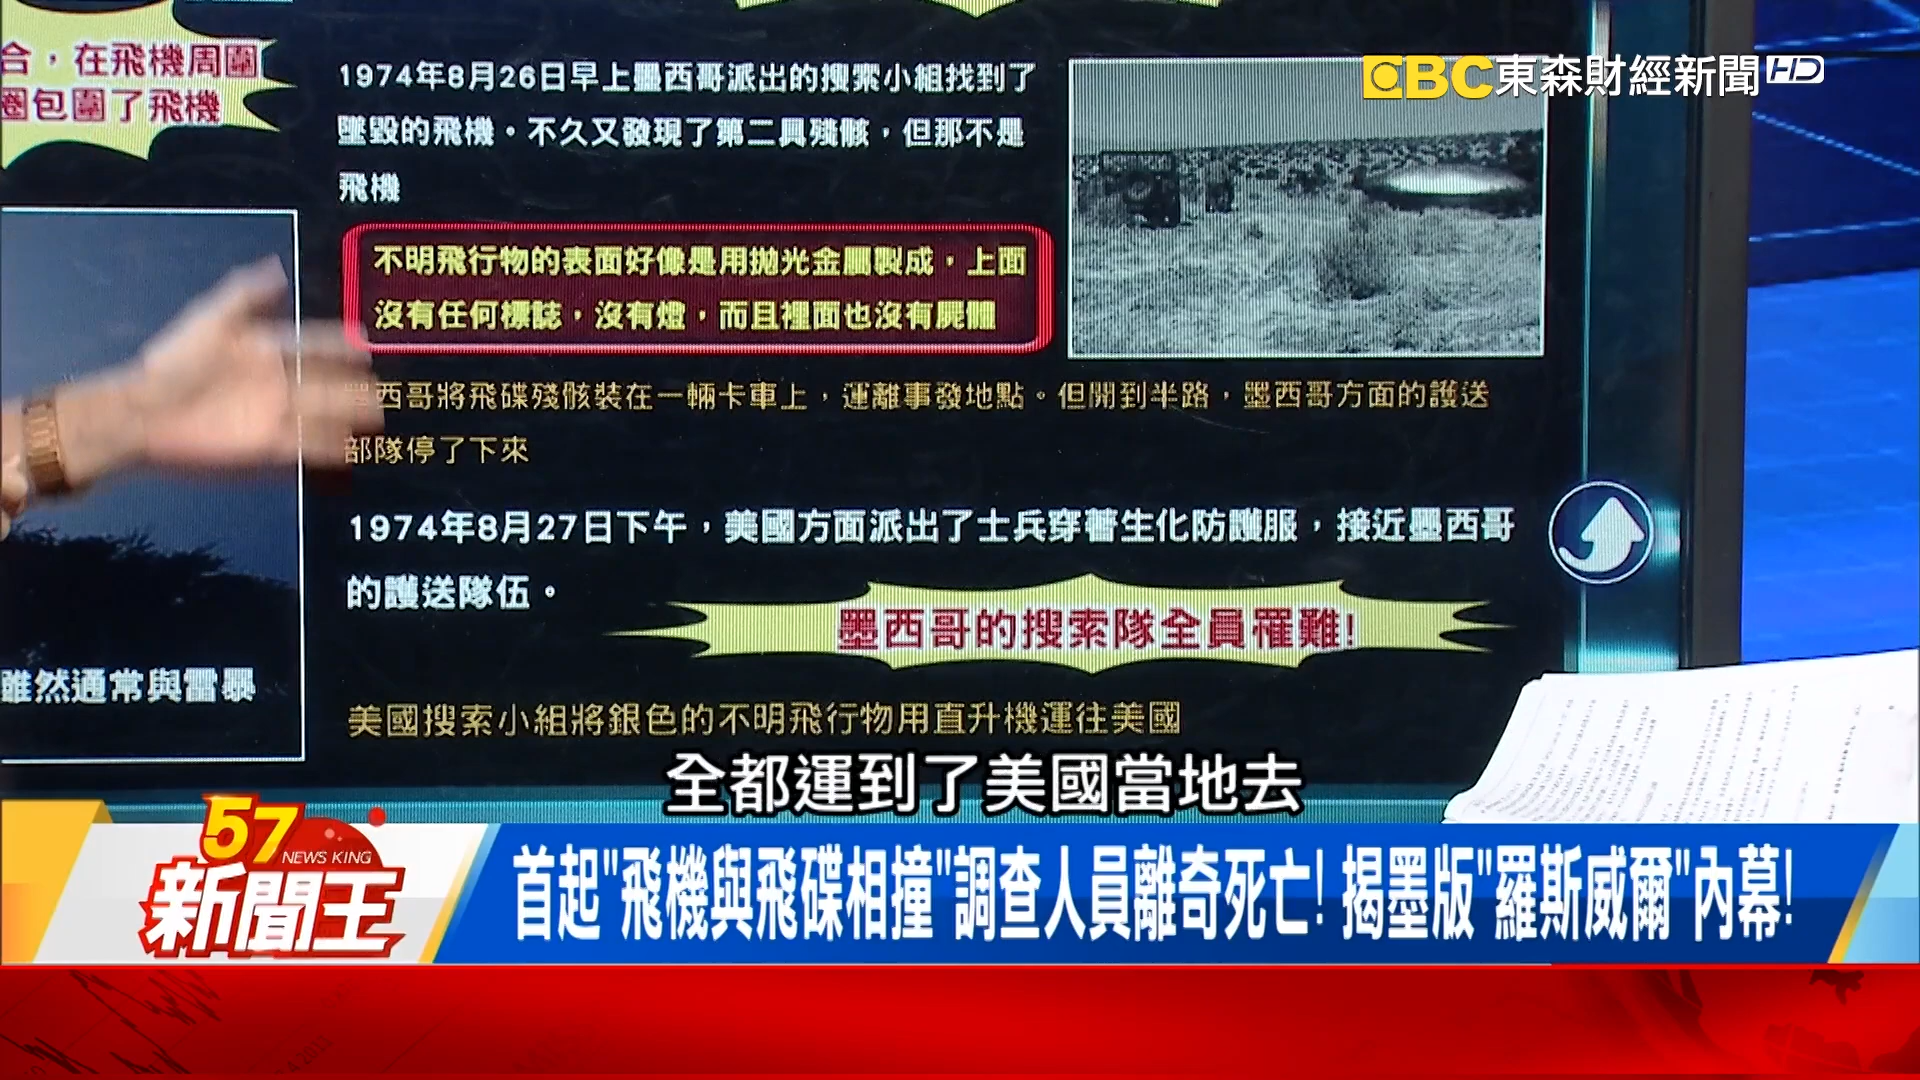 合，在飛機周圍
圈包圍了飛機
EBC東森財經新聞HD
1974年8月26日早上墨西哥派出的搜索小組找到了
墜毀的飛機。不久又發現了第二具殘骸，但那不是
飛機
不明飛行物的表面好像是用拋光金屬製成，上面
沒有任何標誌，沒有燈，而且裡面也沒有屍體
墨西哥將飛碟殘骸裝在一輛卡車上，運離事發地點。但開到半路，墨西哥方面的護送
部隊停了下來
1974年8月27日下午，美國方面派出了士兵穿著生化防護服，接近墨西哥
的護送隊伍。
墨西哥的搜索隊全員罹難!
雖然通常與雷暴
美國搜索小組將銀色的不明飛行物用直升機運往美國
全都運到了美國當地去
57
NEWS KING
新聞王
首起"飛機與飛碟相撞"調查人員離奇死亡! 揭墨版"羅斯威爾"內幕!